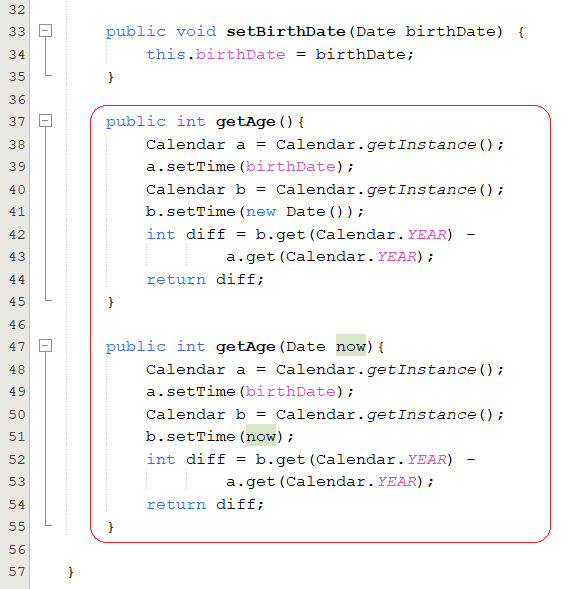 32
33 public void setBirthDate(Date birthDate) {
34 this.birthDate = birthDate;
35 }
36
37 public int getAge(){
38 Calendar a = Calendar.getInstance();
39 a.setTime(birthDate);
40 Calendar b = Calendar.getInstance();
41 b.setTime(new Date());
42 int diff = b.get(Calendar.YEAR) -
43 a.get(Calendar.YEAR);
44 return diff;
45 }
46
47 public int getAge(Date now){
48 Calendar a = Calendar.getInstance();
49 a.setTime(birthDate);
50 Calendar b = Calendar.getInstance();
51 b.setTime(now);
52 int diff = b.get(Calendar.YEAR) -
53 a.get(Calendar.YEAR);
54 return diff;
55 }
56
57 }